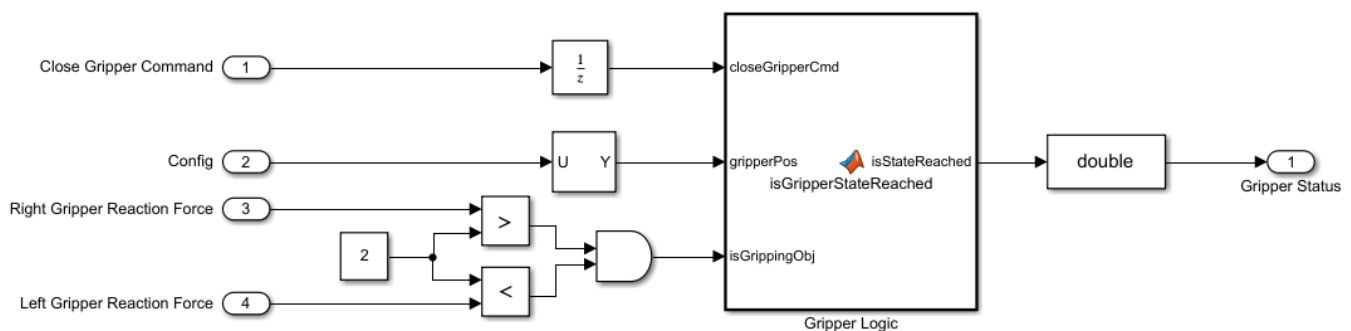 Close Gripper Command
1
1
z
closeGripperCmd
Config
2
U Y
gripperPos
isStateReached
isGripperStateReached
double
1
Gripper Status
Right Gripper Reaction Force
3
>
2
isGrippingObj
<
Left Gripper Reaction Force
4
Gripper Logic